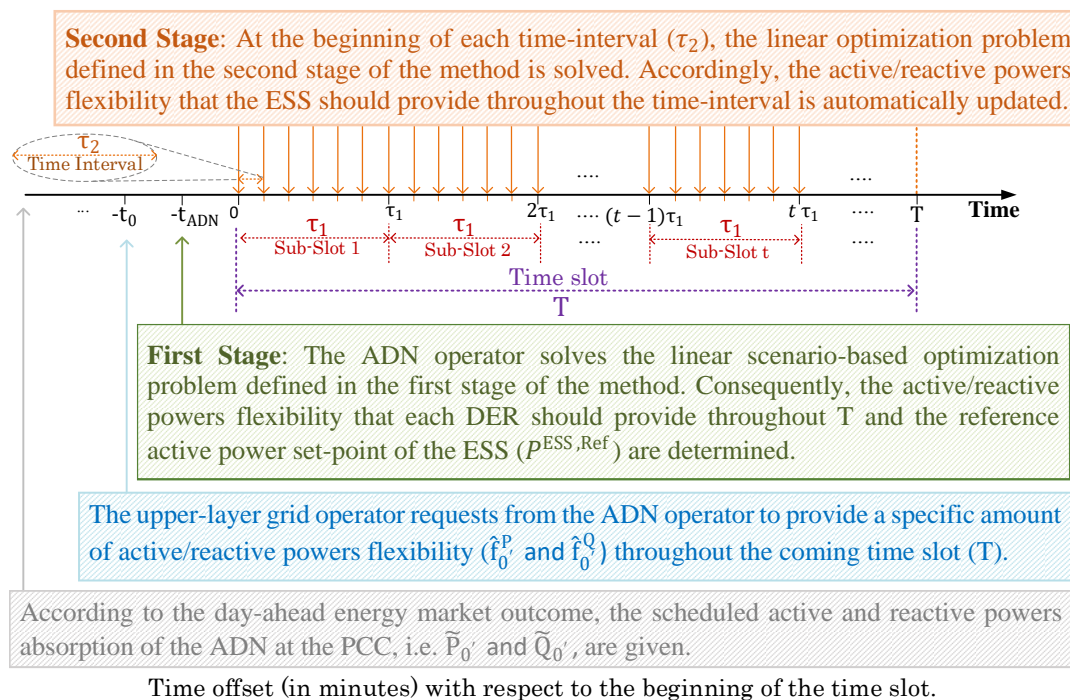 Second Stage: At the beginning of each time-interval (τ₂), the linear optimization problem
defined in the second stage of the method is solved. Accordingly, the active/reactive powers
flexibility that the ESS should provide throughout the time-interval is automatically updated.
τ₂
Time Interval
....
....
... -t₀ -t_ADN 0 τ₁ 2τ₁ .... (t − 1)τ₁ t τ₁ .... T Time
τ₁ τ₁ .... τ₁ ....
Sub-Slot 1 Sub-Slot 2 Sub-Slot t
Time slot
T
First Stage: The ADN operator solves the linear scenario-based optimization
problem defined in the first stage of the method. Consequently, the active/reactive
powers flexibility that each DER should provide throughout T and the reference
active power set-point of the ESS (P^ESS,Ref) are determined.
The upper-layer grid operator requests from the ADN operator to provide a specific amount
of active/reactive powers flexibility (f̂₀′^P and f̂₀′^Q) throughout the coming time slot (T).
According to the day-ahead energy market outcome, the scheduled active and reactive powers
absorption of the ADN at the PCC, i.e. P̃₀′ and Q̃₀′, are given.
Time offset (in minutes) with respect to the beginning of the time slot.